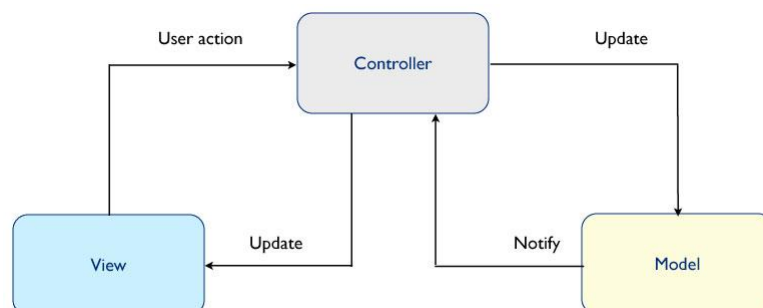 User action
Controller
Update
View
Update
Notify
Model